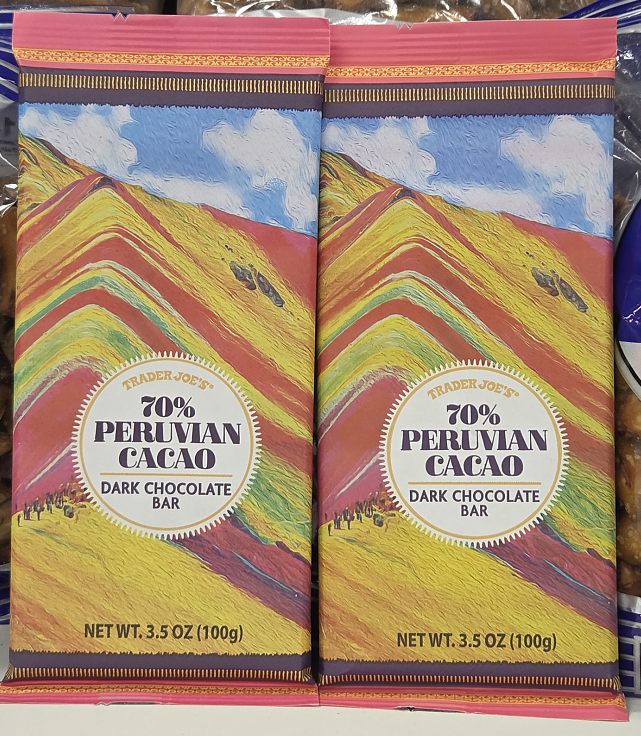 TRADER JOE'S®
70%
PERUVIAN
CACAO
DARK CHOCOLATE
BAR
NET WT. 3.5 OZ (100g)
TRADER JOE'S®
70%
PERUVIAN
CACAO
DARK CHOCOLATE
BAR
NET WT. 3.5 OZ (100g)